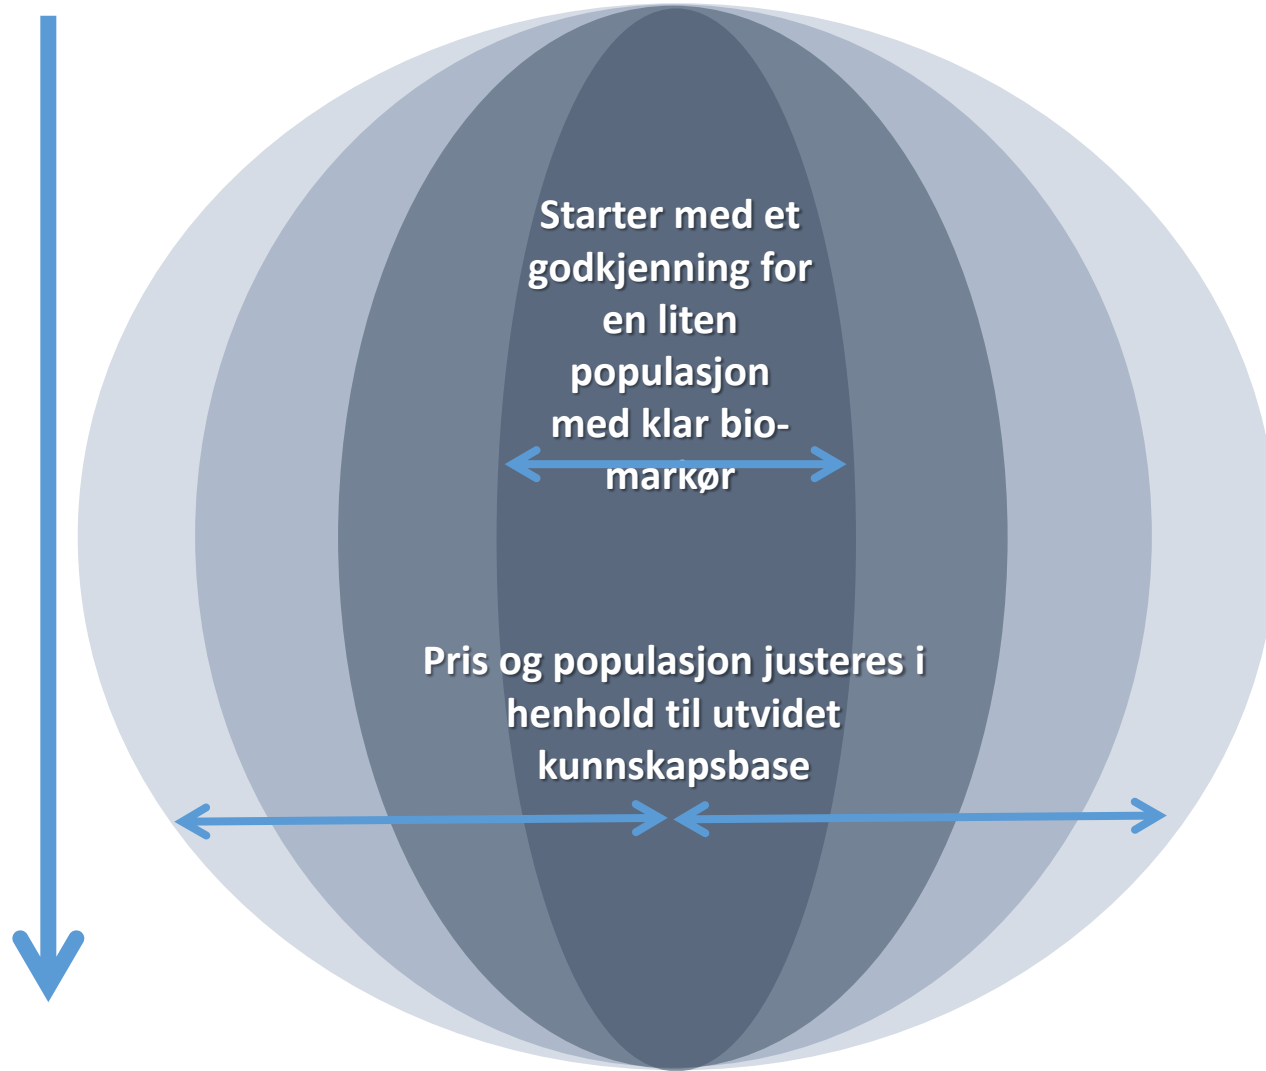 Starter med et
godkjenning for
en liten
populasjon
med klar bio-
markør
Pris og populasjon justeres i
henhold til utvidet
kunnskapsbase